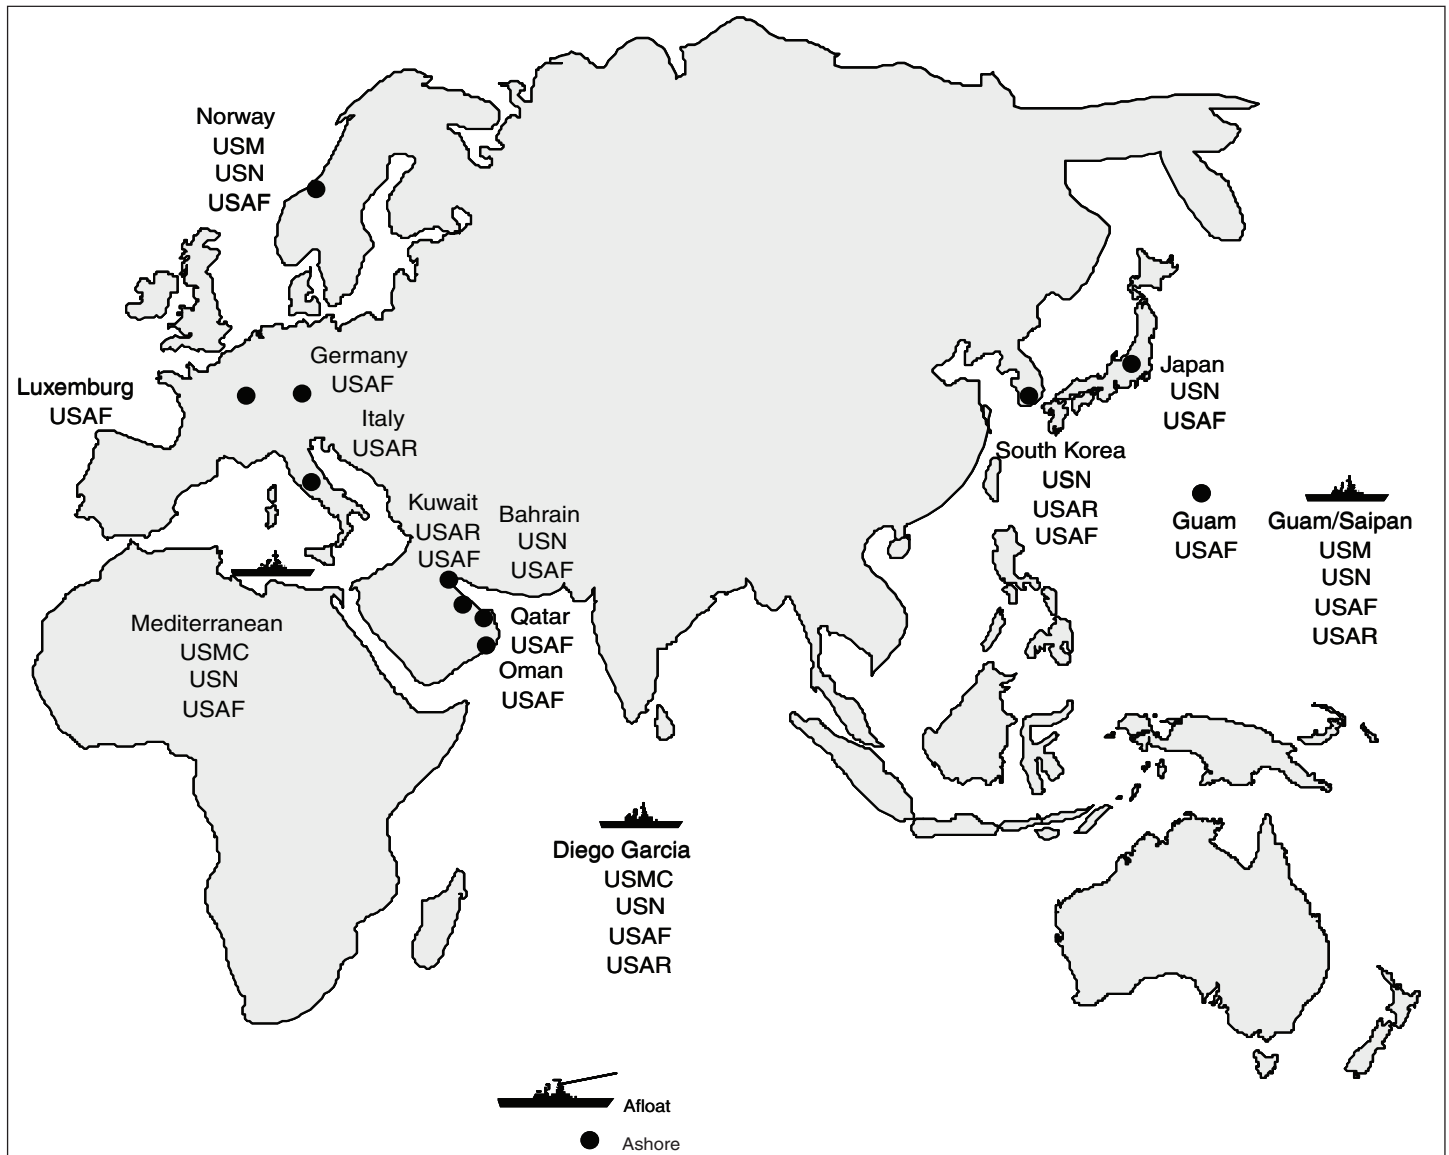 Norway
USM
USN
USAF
Luxemburg
USAF
Germany
USAF
Italy
USAR
Kuwait
USAR
USAF
Bahrain
USN
USAF
Qatar
USAF
Oman
USAF
Mediterranean
USMC
USN
USAF
Japan
USN
USAF
South Korea
USN
USAR
USAF
Guam
USAF
Guam/Saipan
USM
USN
USAF
USAR
Diego Garcia
USMC
USN
USAF
USAR
Afloat
Ashore